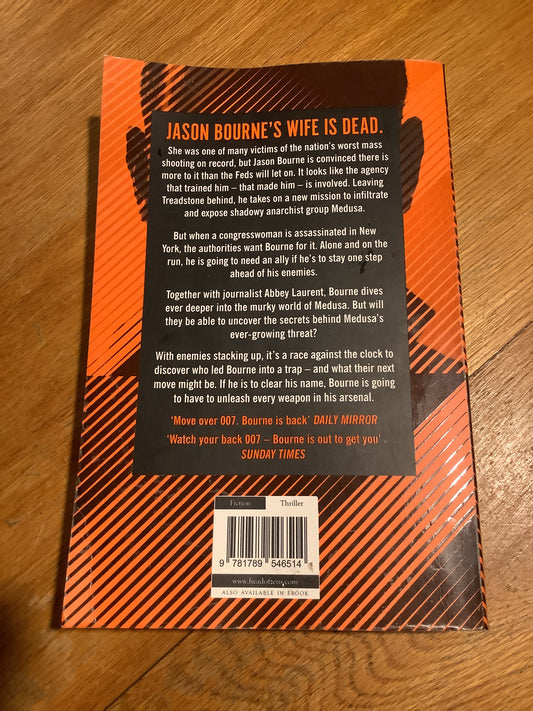 JASON BOURNE'S WIFE IS DEAD.
She was one of many victims of the nation's worst mass
shooting on record, but Jason Bourne is convinced there is
more to it than the Feds will let on. It looks like the agency
that trained him – that made him – is involved. Leaving
Treadstone behind, he takes on a new mission to infiltrate
and expose shadowy anarchist group Medusa.
But when a congresswoman is assassinated in New
York, the authorities want Bourne for it. Alone and on the
run, he is going to need an ally if he's to stay one step
ahead of his enemies.
Together with journalist Abbey Laurent, Bourne dives
ever deeper into the murky world of Medusa. But will
they be able to uncover the secrets behind Medusa's
ever-growing threat?
With enemies stacking up, it's a race against the clock to
discover who led Bourne into a trap – and what their next
move might be. If he is to clear his name, Bourne is going
to have to unleash every weapon in his arsenal.
'Move over 007. Bourne is back' DAILY MIRROR
'Watch your back 007 – Bourne is out to get you'
SUNDAY TIMES
Fiction Thriller
9 781789 546514
www.headofzeus.com
ALSO AVAILABLE IN EBOOK